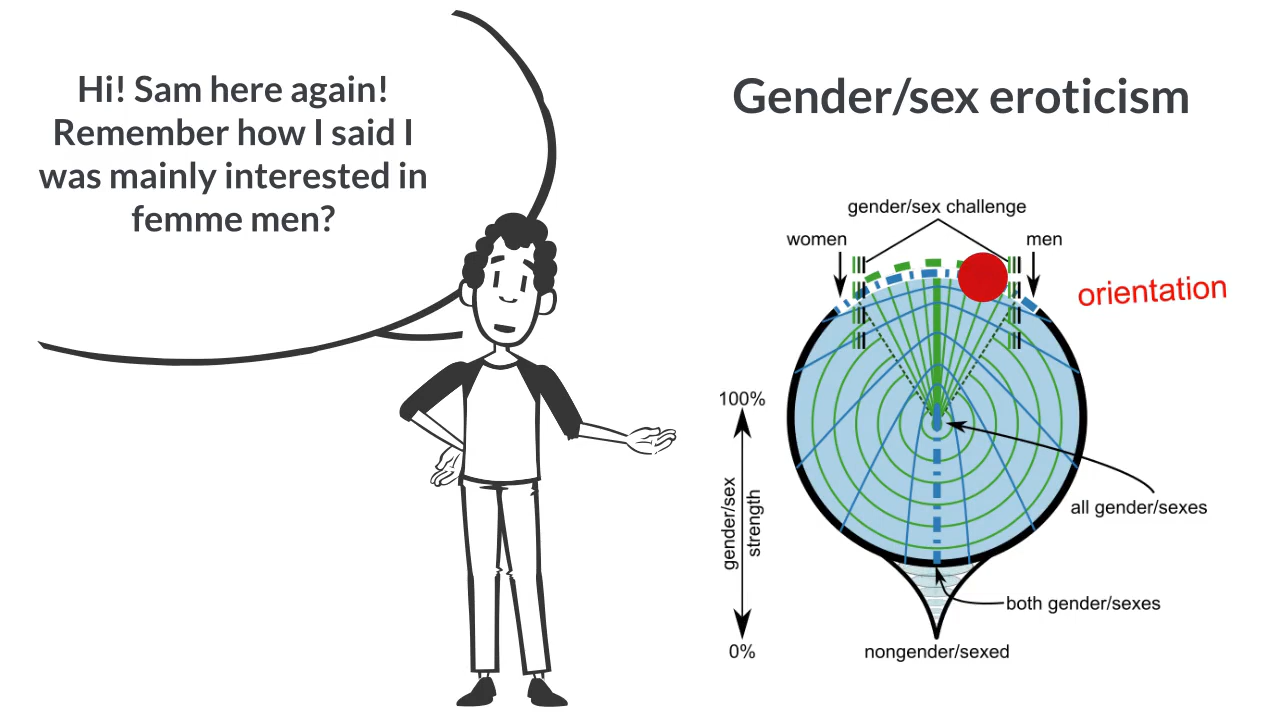 Hi! Sam here again!
Remember how I said I
was mainly interested in
femme men?
Gender/sex eroticism
gender/sex challenge
women
men
orientation
100%
gender/sex
strength
all gender/sexes
both gender/sexes
0%
nongender/sexed